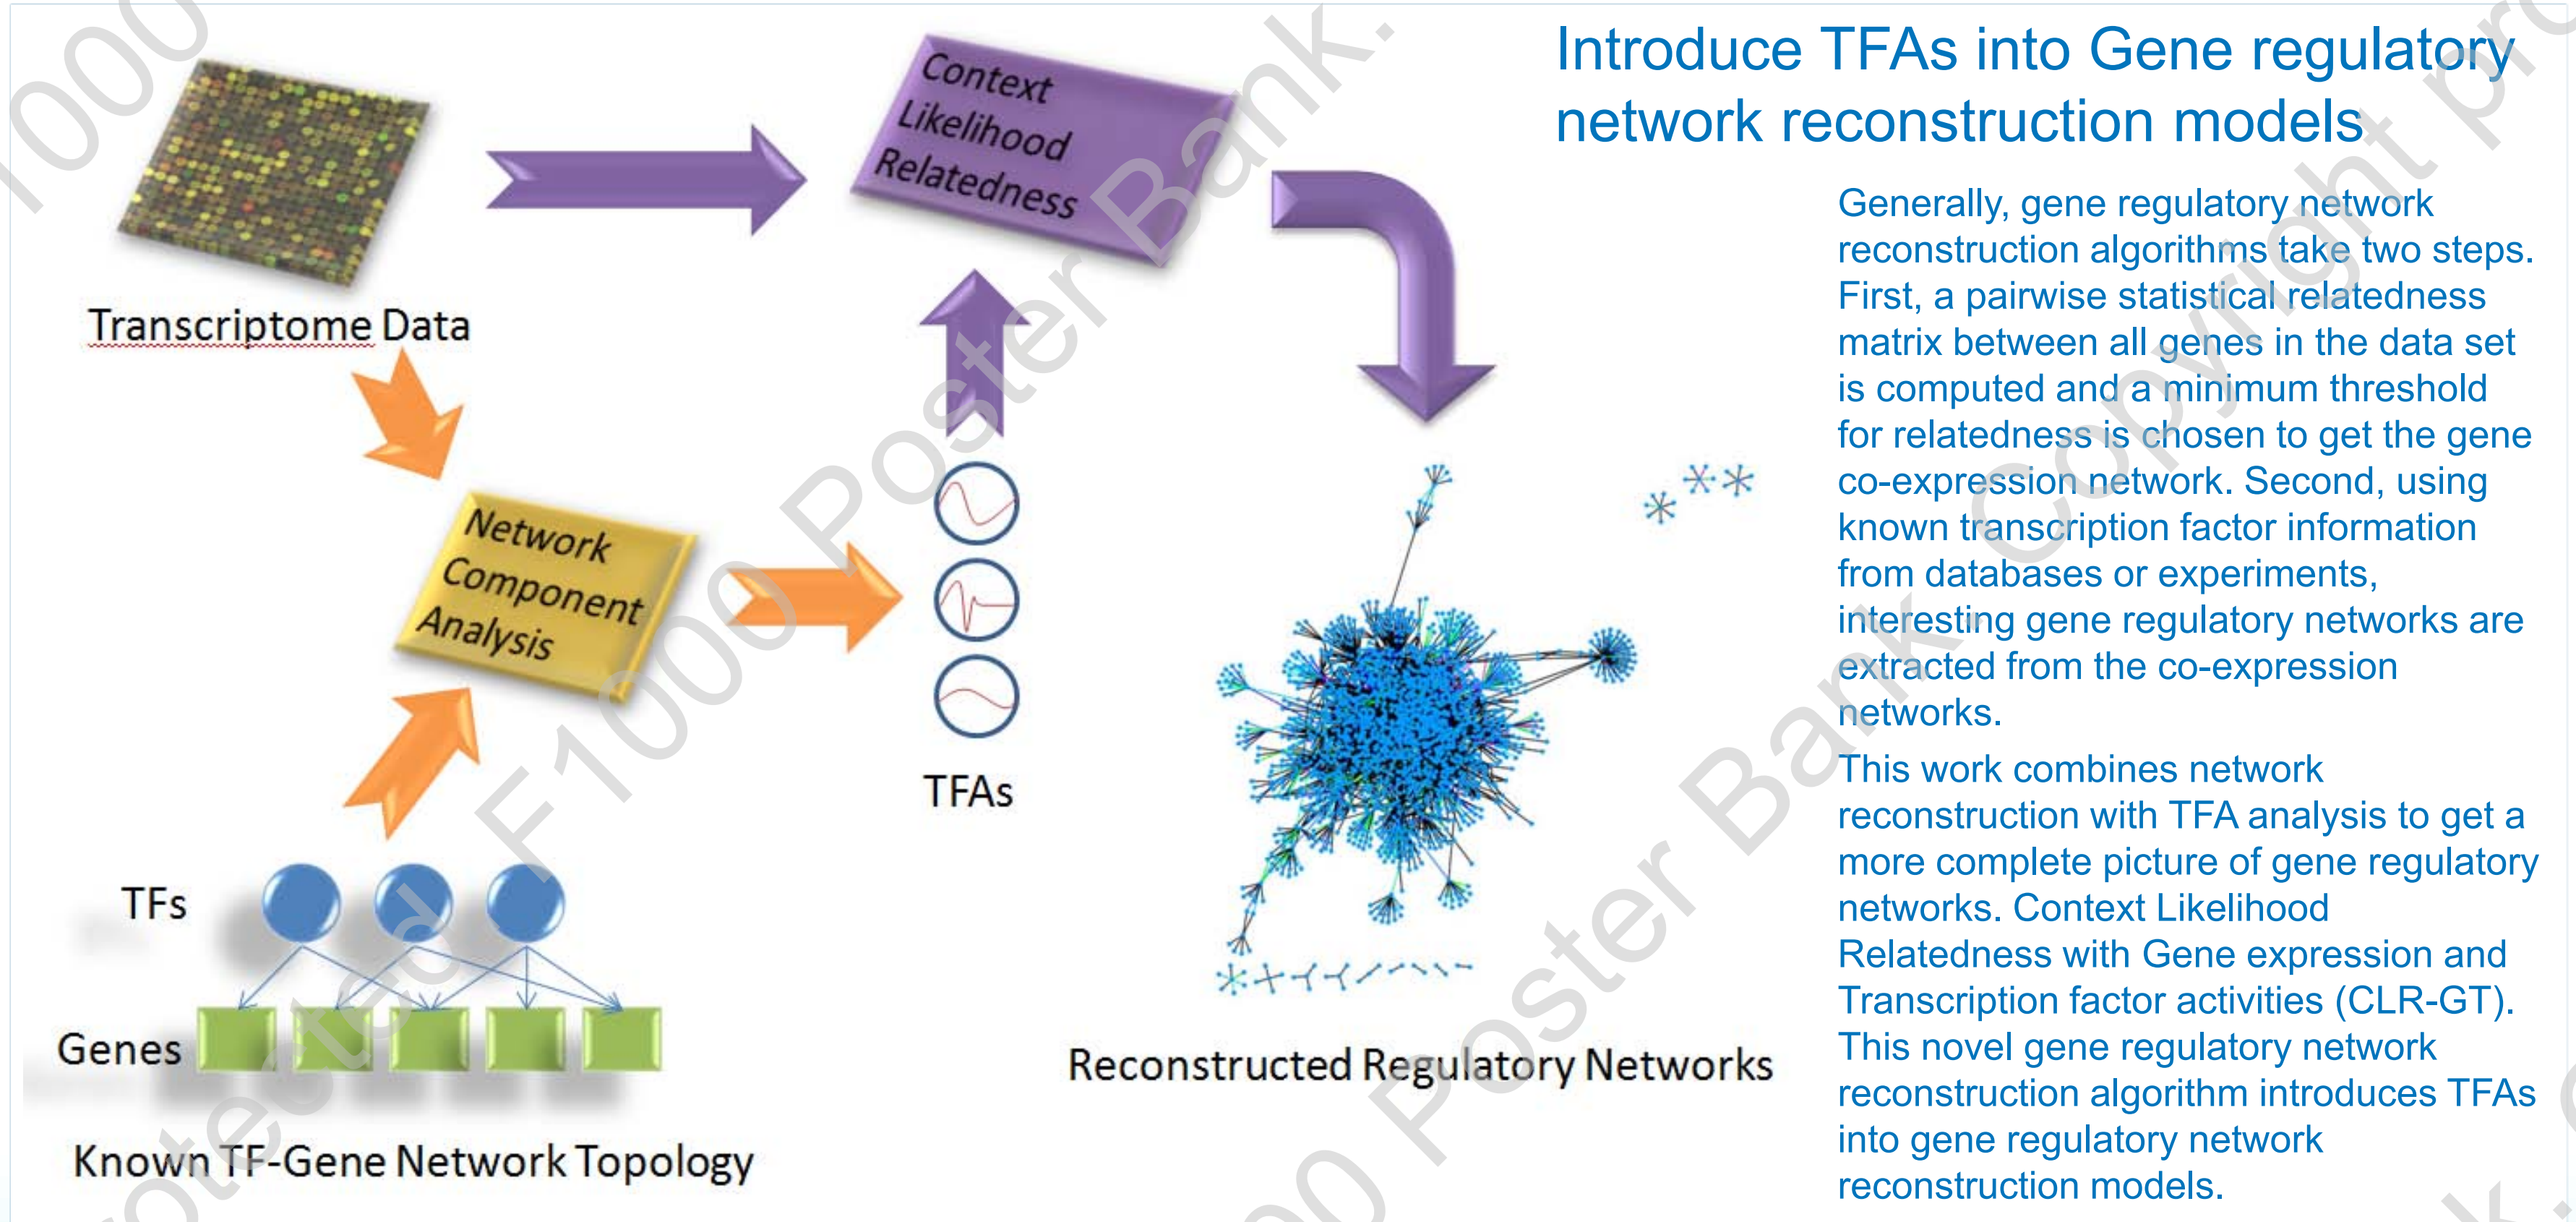 Introduce TFAs into Gene regulatory
network reconstruction models
Context
Likelihood
Relatedness
Transcriptome Data
Network
Component
Analysis
TFAs
TFs
Genes
Known TF-Gene Network Topology
Reconstructed Regulatory Networks
Generally, gene regulatory network
reconstruction algorithms take two steps.
First, a pairwise statistical relatedness
matrix between all genes in the data set
is computed and a minimum threshold
for relatedness is chosen to get the gene
co-expression network. Second, using
known transcription factor information
from databases or experiments,
interesting gene regulatory networks are
extracted from the co-expression
networks.
This work combines network
reconstruction with TFA analysis to get a
more complete picture of gene regulatory
networks. Context Likelihood
Relatedness with Gene expression and
Transcription factor activities (CLR-GT).
This novel gene regulatory network
reconstruction algorithm introduces TFAs
into gene regulatory network
reconstruction models.
F1000 Poster Bank.
Poster Bank. Copyright